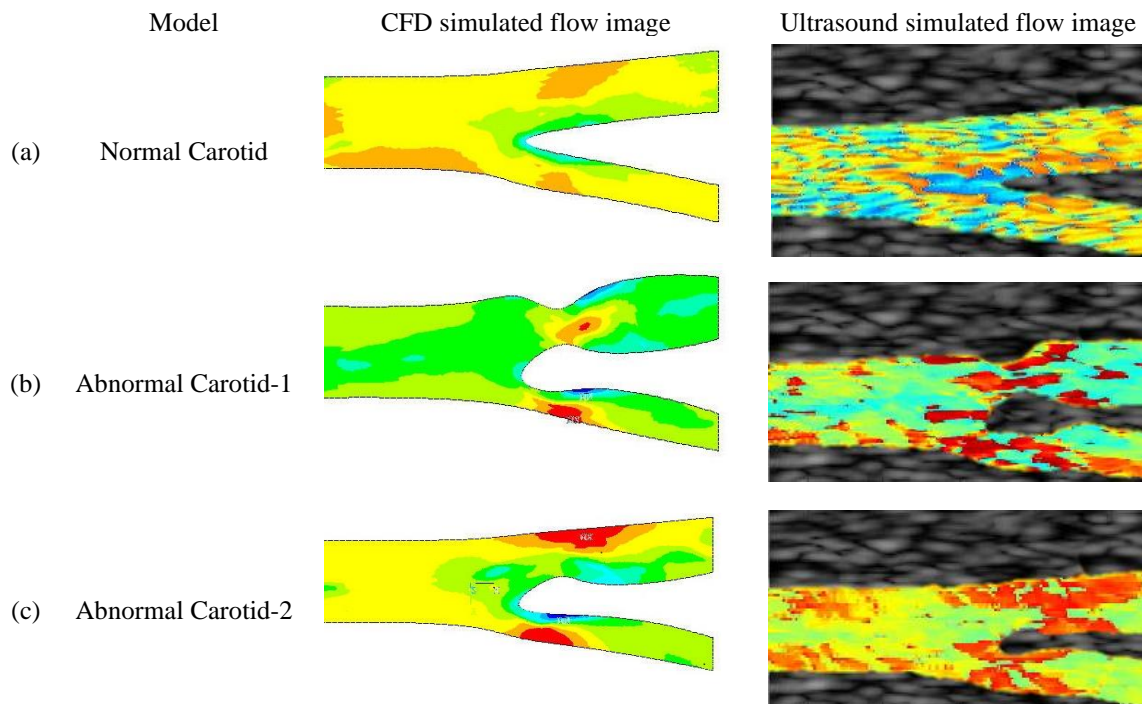 Model CFD simulated flow image Ultrasound simulated flow image
(a) Normal Carotid
(b) Abnormal Carotid-1
(c) Abnormal Carotid-2